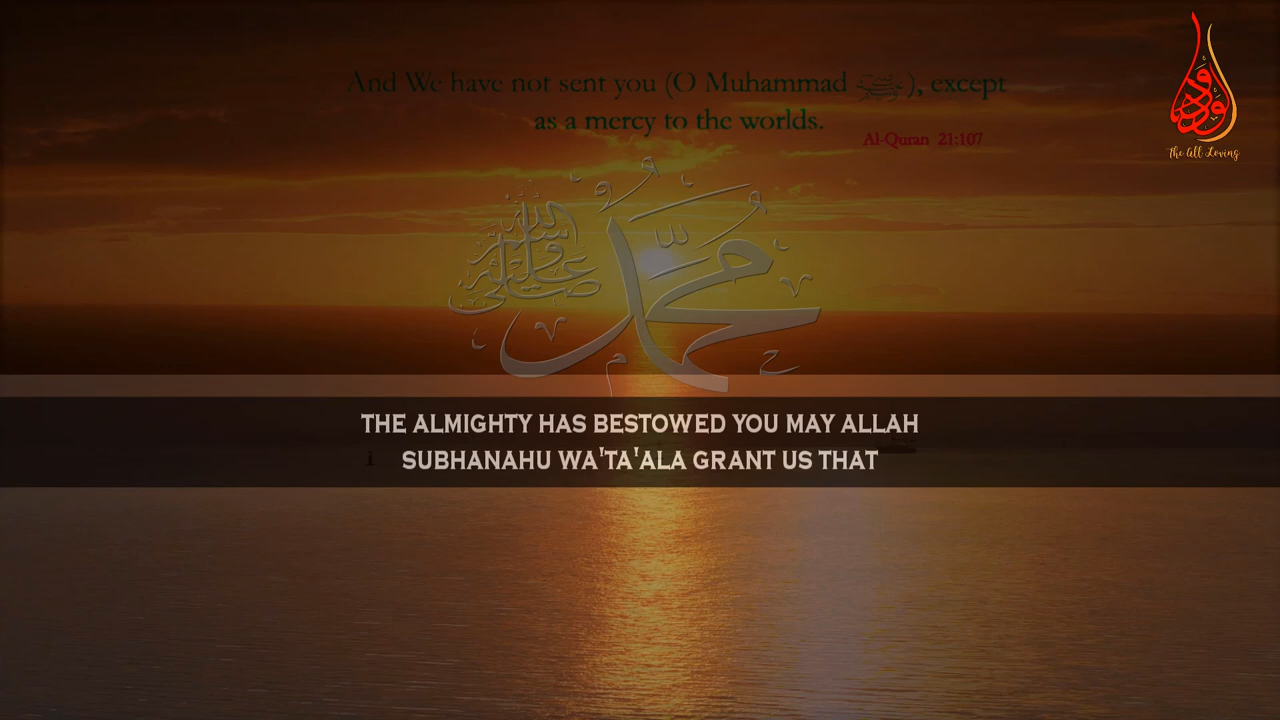 And We have not sent you (O Muhammad ﷺ), except
as a mercy to the worlds.
Al-Quran 21:107
ودود
The All Loving
محمد
صلى الله عليه وسلم
THE ALMIGHTY HAS BESTOWED YOU MAY ALLAH
SUBHANAHU WA'TA'ALA GRANT US THAT